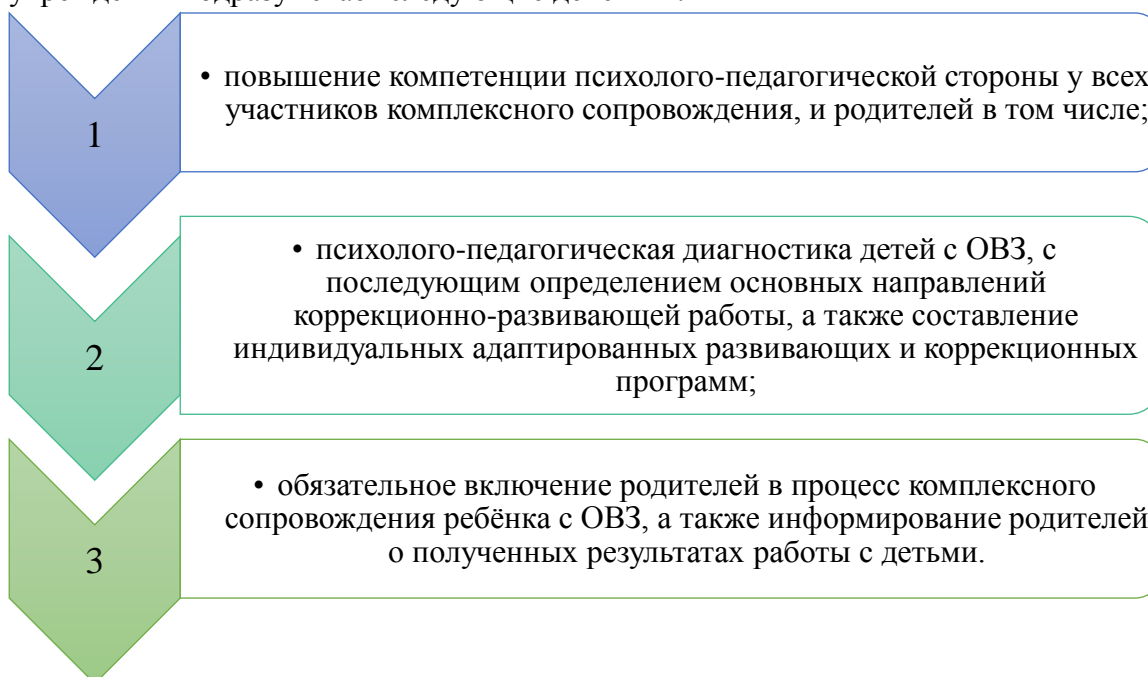 1
• повышение компетенции психолого-педагогической стороны у всех
участников комплексного сопровождения, и родителей в том числе;
2
• психолого-педагогическая диагностика детей с ОВЗ, с
последующим определением основных направлений
коррекционно-развивающей работы, а также составление
индивидуальных адаптированных развивающих и коррекционных
программ;
3
• обязательное включение родителей в процесс комплексного
сопровождения ребёнка с ОВЗ, а также информирование родителей
о полученных результатах работы с детьми.